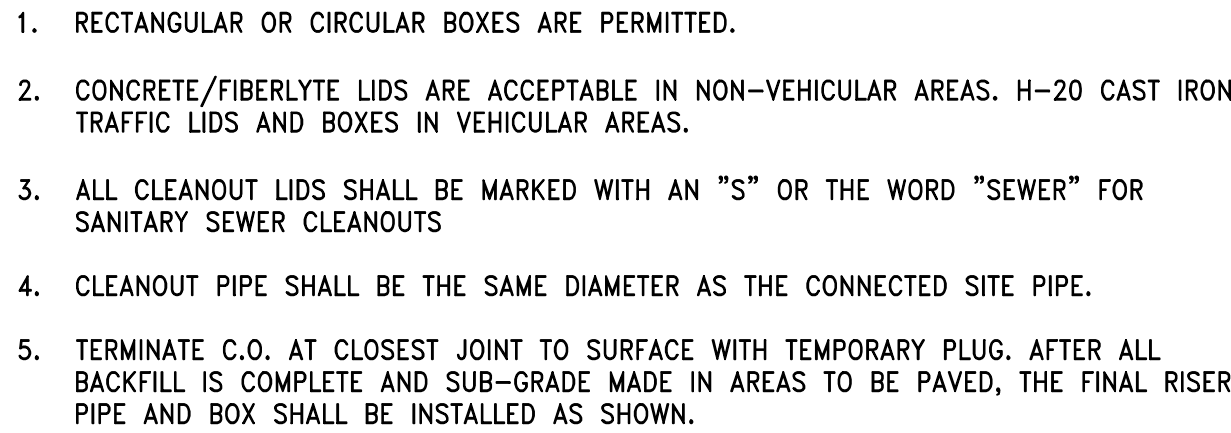 1. RECTANGULAR OR CIRCULAR BOXES ARE PERMITTED.
2. CONCRETE/FIBERLYTE LIDS ARE ACCEPTABLE IN NON-VEHICULAR AREAS. H-20 CAST IRON
TRAFFIC LIDS AND BOXES IN VEHICULAR AREAS.
3. ALL CLEANOUT LIDS SHALL BE MARKED WITH AN "S" OR THE WORD "SEWER" FOR
SANITARY SEWER CLEANOUTS
4. CLEANOUT PIPE SHALL BE THE SAME DIAMETER AS THE CONNECTED SITE PIPE.
5. TERMINATE C.O. AT CLOSEST JOINT TO SURFACE WITH TEMPORARY PLUG. AFTER ALL
BACKFILL IS COMPLETE AND SUB-GRADE MADE IN AREAS TO BE PAVED, THE FINAL RISER
PIPE AND BOX SHALL BE INSTALLED AS SHOWN.